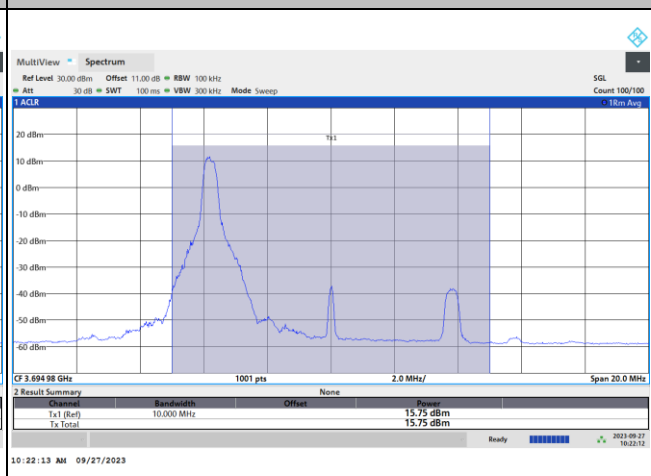 MultiView Spectrum
Ref Level 30.00 dBm Offset 11.00 dB RBW 100 kHz SGL
Att 30 dB SWT 100 ms VBW 300 kHz Mode Sweep Count 100/100
1 ACLR 1Rm Avg
Tx1
20 dBm
10 dBm
0 dBm
-10 dBm
-20 dBm
-30 dBm
-40 dBm
-50 dBm
-60 dBm
CF 3.694 98 GHz 1001 pts 2.0 MHz/ Span 20.0 MHz
2 Result Summary None
Channel Bandwidth Offset Power
Tx1 (Ref) 10.000 MHz 15.75 dBm
Tx Total 15.75 dBm
Ready 2023-09-27
10:22:12
10:22:13 AM 09/27/2023